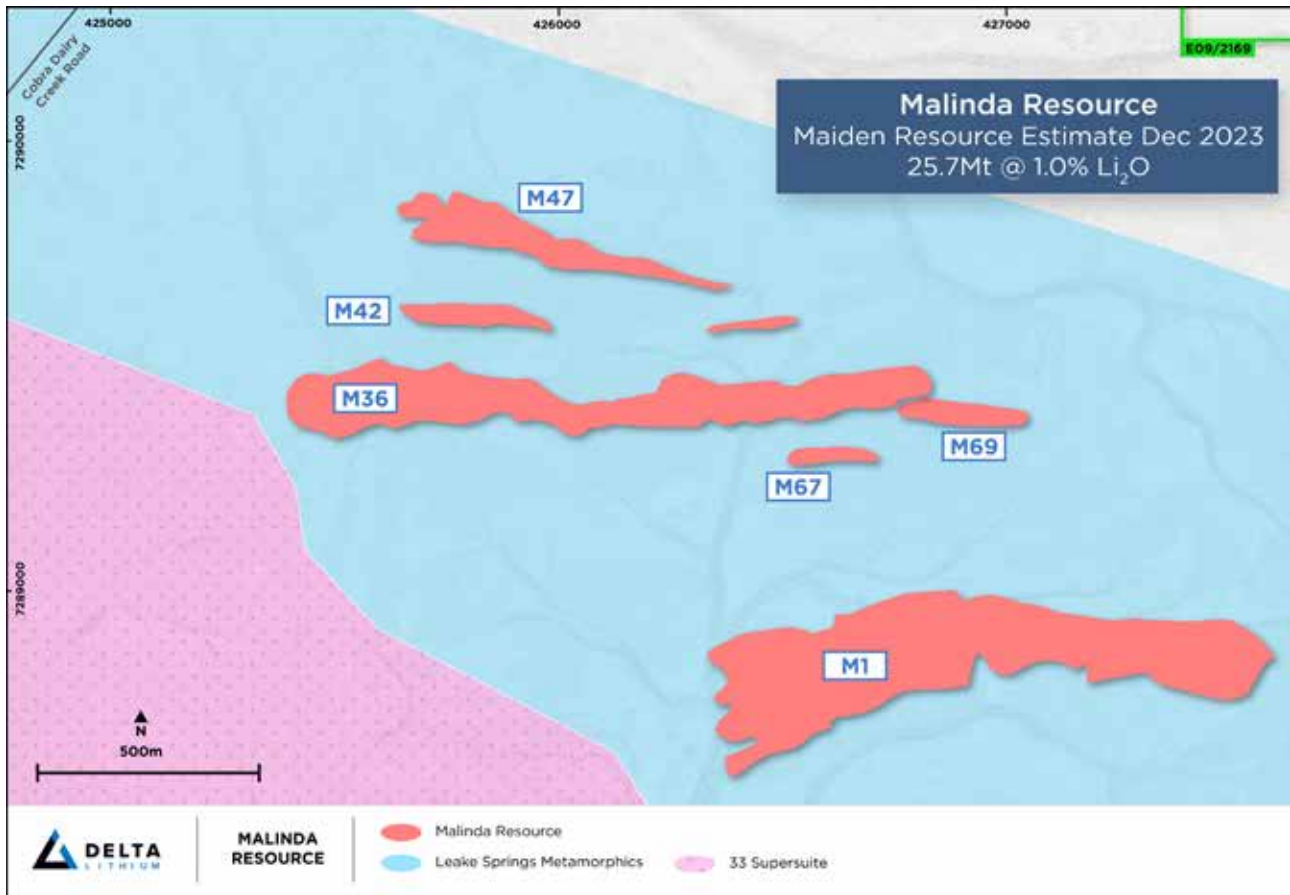 425000
426000
427000
Cobra Dairy
Creek Road
E09/2169
Malinda Resource
Maiden Resource Estimate Dec 2023
25.7Mt @ 1.0% Li₂O
7290000
M47
M42
M36
M69
M67
7289000
M1
N
500m
DELTA
LITHIUM
MALINDA
RESOURCE
Malinda Resource
Leake Springs Metamorphics
33 Supersuite